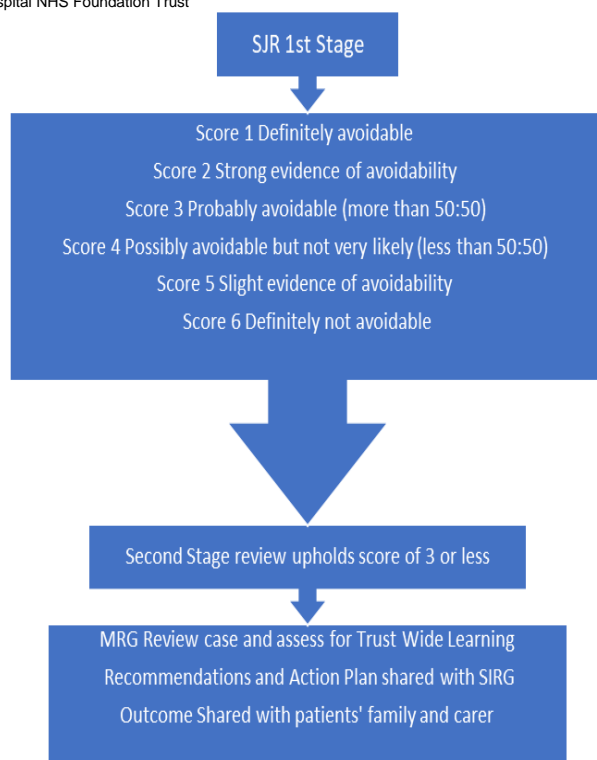 spital NHS Foundation Trust
SJR 1st Stage
Score 1 Definitely avoidable
Score 2 Strong evidence of avoidability
Score 3 Probably avoidable (more than 50:50)
Score 4 Possibly avoidable but not very likely (less than 50:50)
Score 5 Slight evidence of avoidability
Score 6 Definitely not avoidable
Second Stage review upholds score of 3 or less
MRG Review case and assess for Trust Wide Learning
Recommendations and Action Plan shared with SIRG
Outcome Shared with patients' family and carer